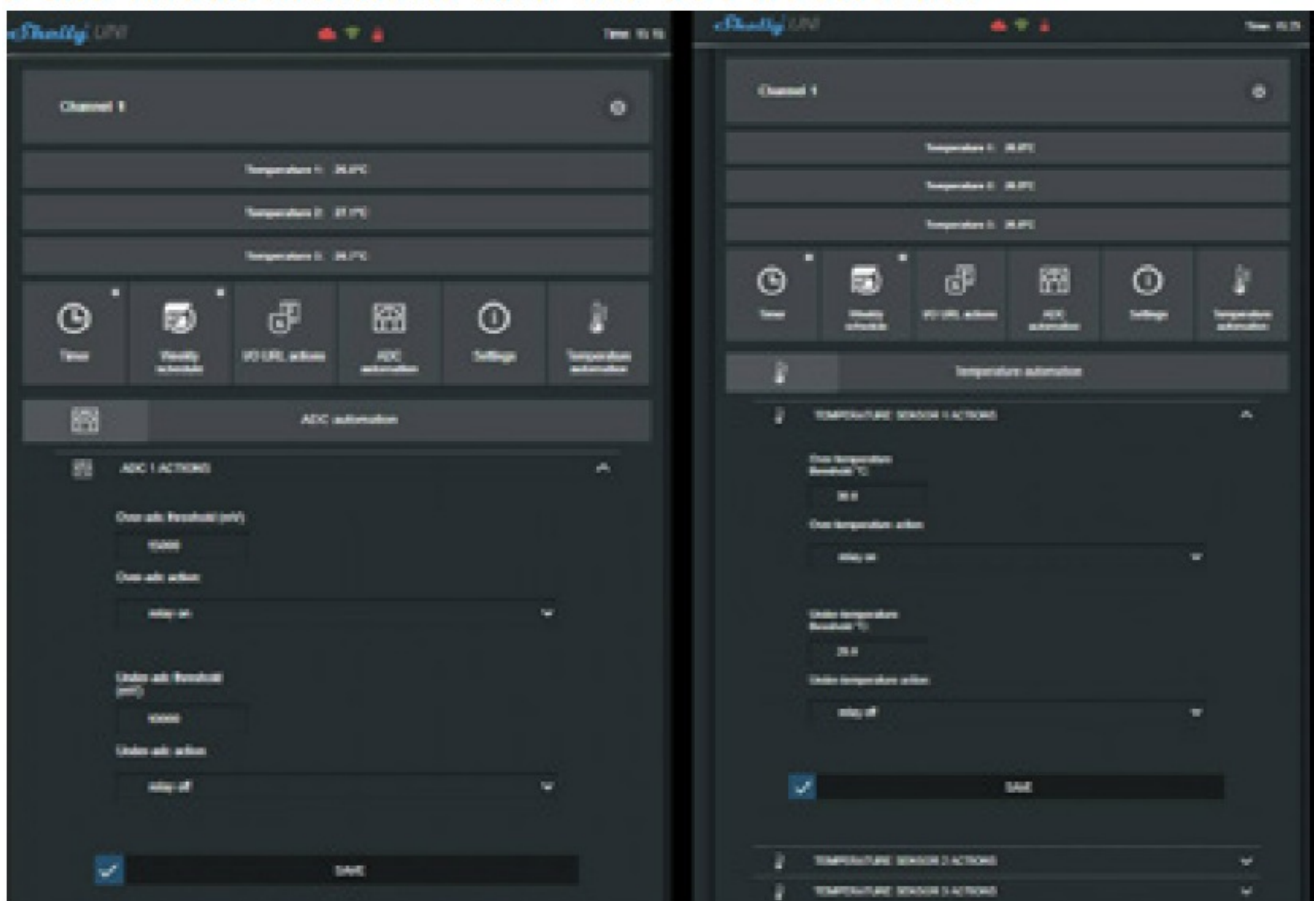 Shelly UNI
Channel 1
Temperature 1:
Temperature 2:
Temperature 3:
Timer
Weekly
schedule
I/O URL actions
ADC
automation
Settings
Temperature
automation
ADC automation
ADC 1 ACTIONS
Over adc threshold (mV)
Over adc action
relay on
Under adc threshold
(mV)
Under adc action
relay off
SAVE
Shelly UNI
Channel 1
Temperature 1:
Temperature 2:
Temperature 3:
Timer
Weekly
schedule
I/O URL actions
ADC
automation
Settings
Temperature
automation
Temperature automation
TEMPERATURE SENSOR 1 ACTIONS
Over temperature
threshold °C
Over temperature action
relay on
Under temperature
threshold °C
Under temperature action
relay off
SAVE
TEMPERATURE SENSOR 2 ACTIONS
TEMPERATURE SENSOR 3 ACTIONS